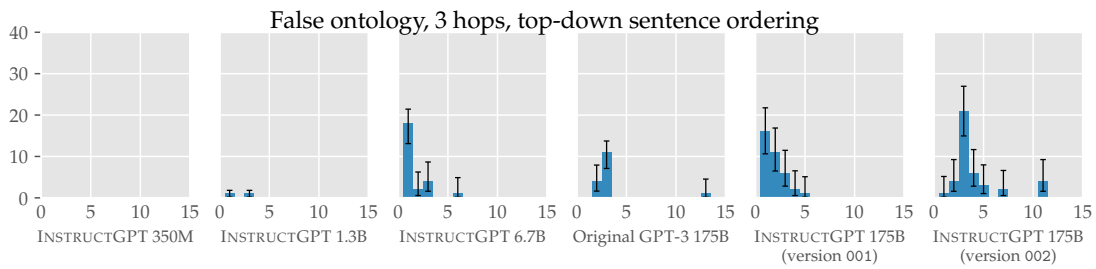 False ontology, 3 hops, top-down sentence ordering
40
30
20
10
0
0 5 10 15
0 5 10 15
0 5 10 15
0 5 10 15
0 5 10 15
0 5 10 15
INSTRUCTGPT 350M
INSTRUCTGPT 1.3B
INSTRUCTGPT 6.7B
Original GPT-3 175B
INSTRUCTGPT 175B
(version 001)
INSTRUCTGPT 175B
(version 002)